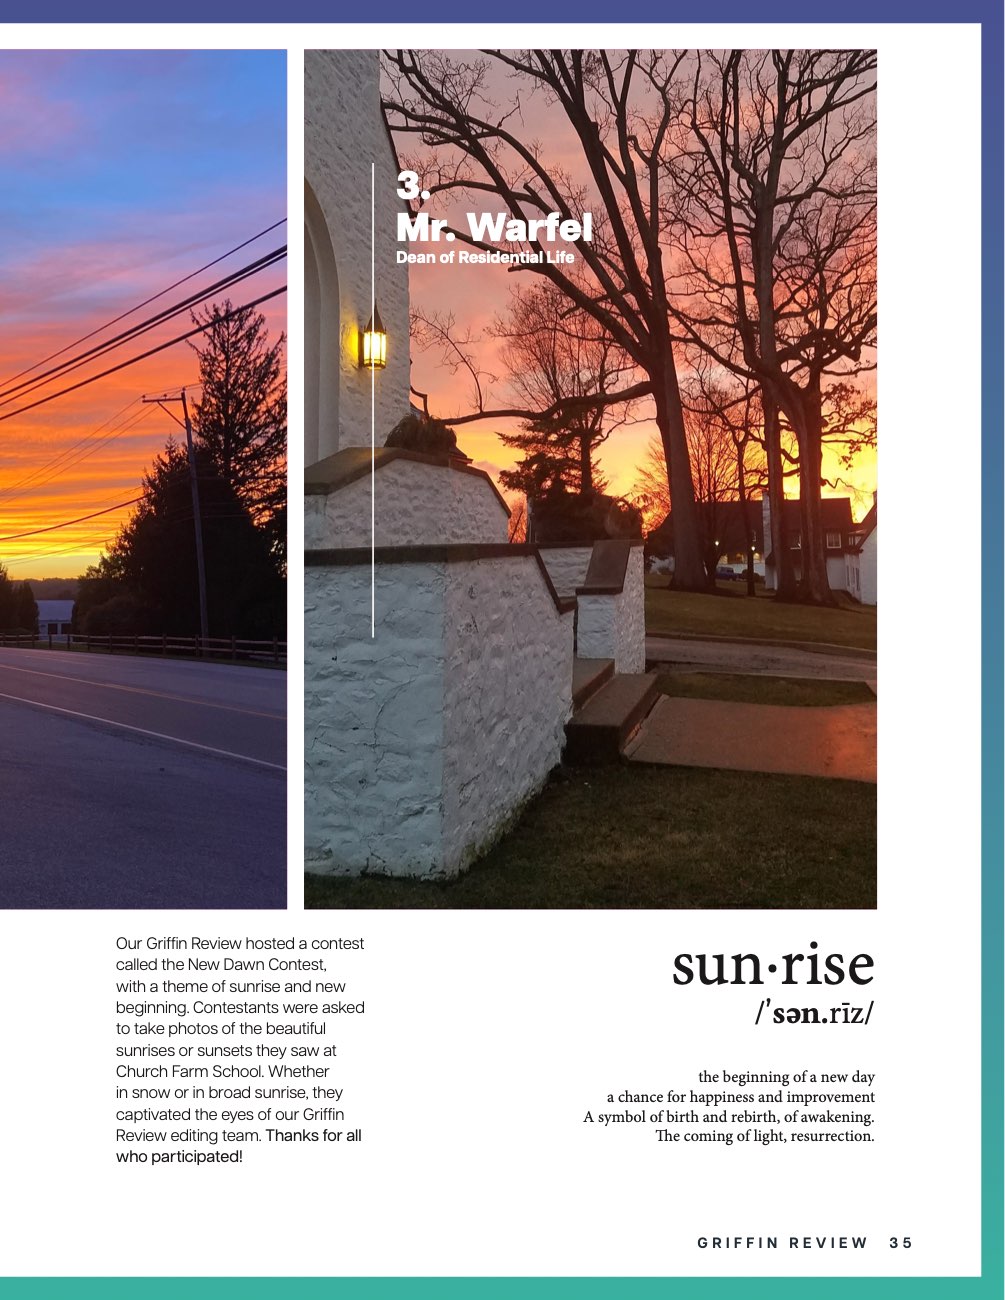 3.
Mr. Warfel
Dean of Residential Life
Our Griffin Review hosted a contest
called the New Dawn Contest,
with a theme of sunrise and new
beginning. Contestants were asked
to take photos of the beautiful
sunrises or sunsets they saw at
Church Farm School. Whether
in snow or in broad sunrise, they
captivated the eyes of our Griffin
Review editing team. Thanks for all
who participated!
sun·rise
/ˈsən.rīz/
the beginning of a new day
a chance for happiness and improvement
A symbol of birth and rebirth, of awakening.
The coming of light, resurrection.
GRIFFIN REVIEW 35